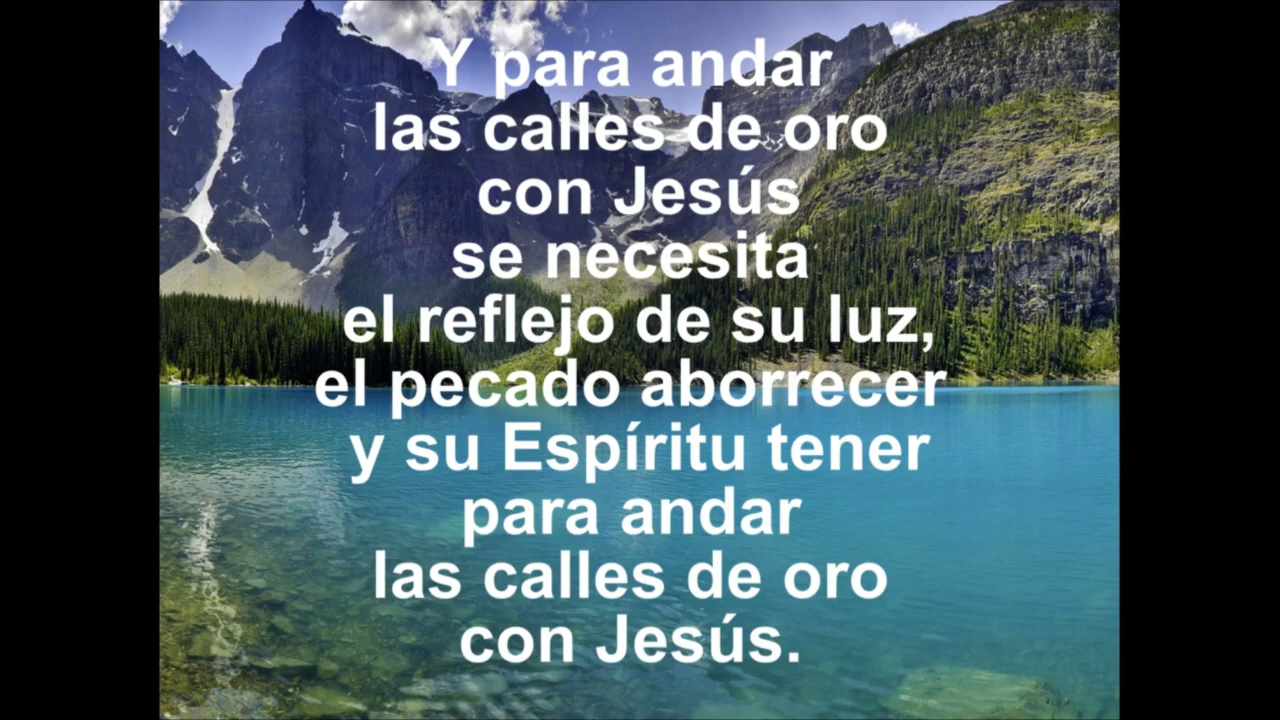 Y para andar
las calles de oro
con Jesús
se necesita
el reflejo de su luz,
el pecado aborrecer
y su Espíritu tener
para andar
las calles de oro
con Jesús.